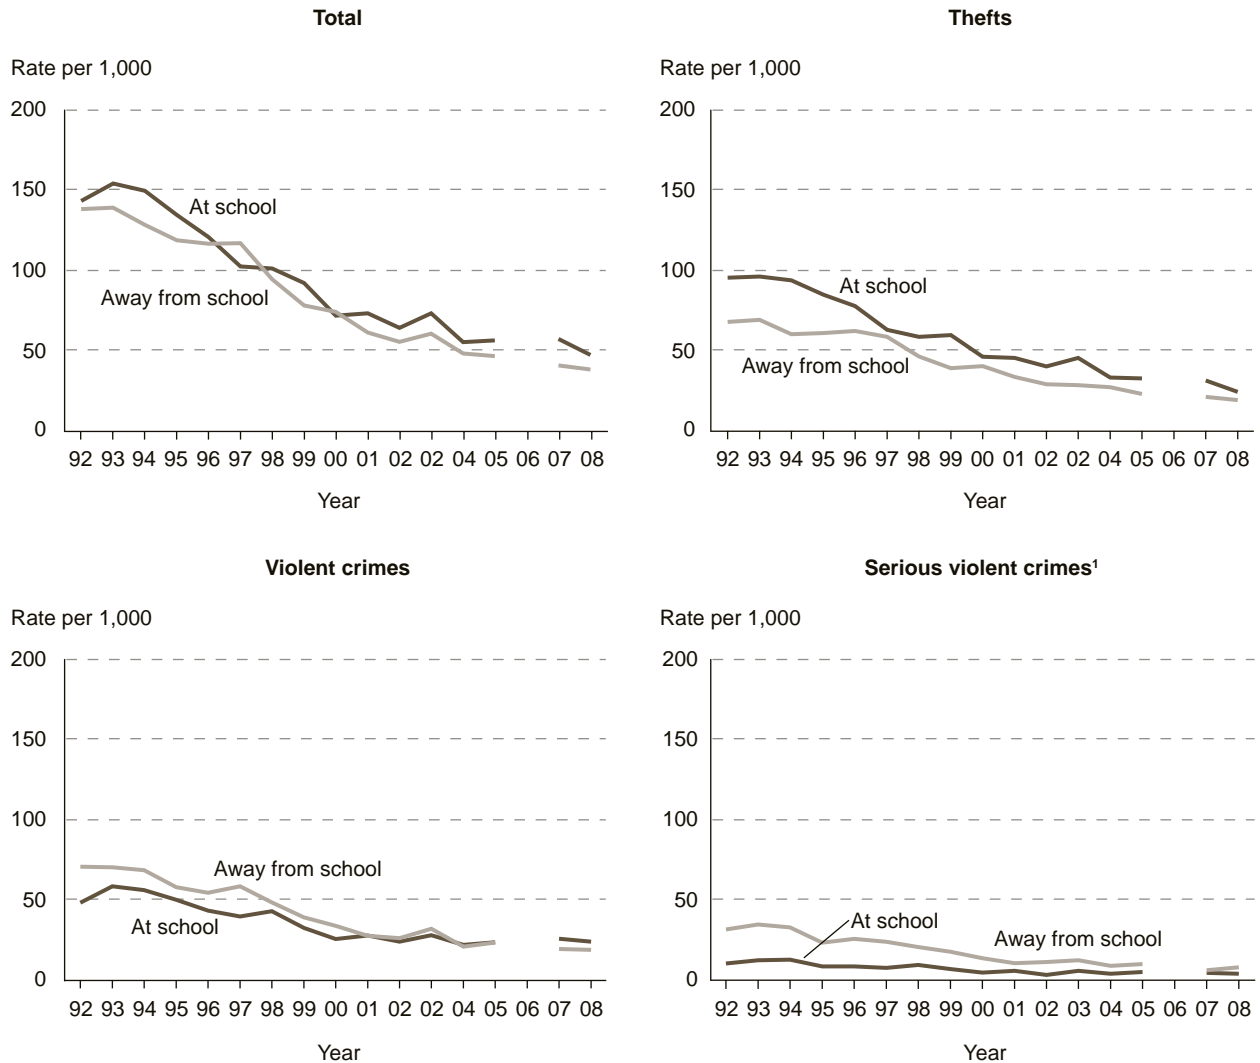 Total
Rate per 1,000
200
150
100
50
0
At school
Away from school
92 93 94 95 96 97 98 99 00 01 02 02 04 05 06 07 08
Year
Thefts
Rate per 1,000
200
150
100
50
0
At school
Away from school
92 93 94 95 96 97 98 99 00 01 02 02 04 05 06 07 08
Year
Violent crimes
Rate per 1,000
200
150
100
50
0
Away from school
At school
92 93 94 95 96 97 98 99 00 01 02 02 04 05 06 07 08
Year
Serious violent crimes¹
Rate per 1,000
200
150
100
50
0
At school
Away from school
92 93 94 95 96 97 98 99 00 01 02 02 04 05 06 07 08
Year